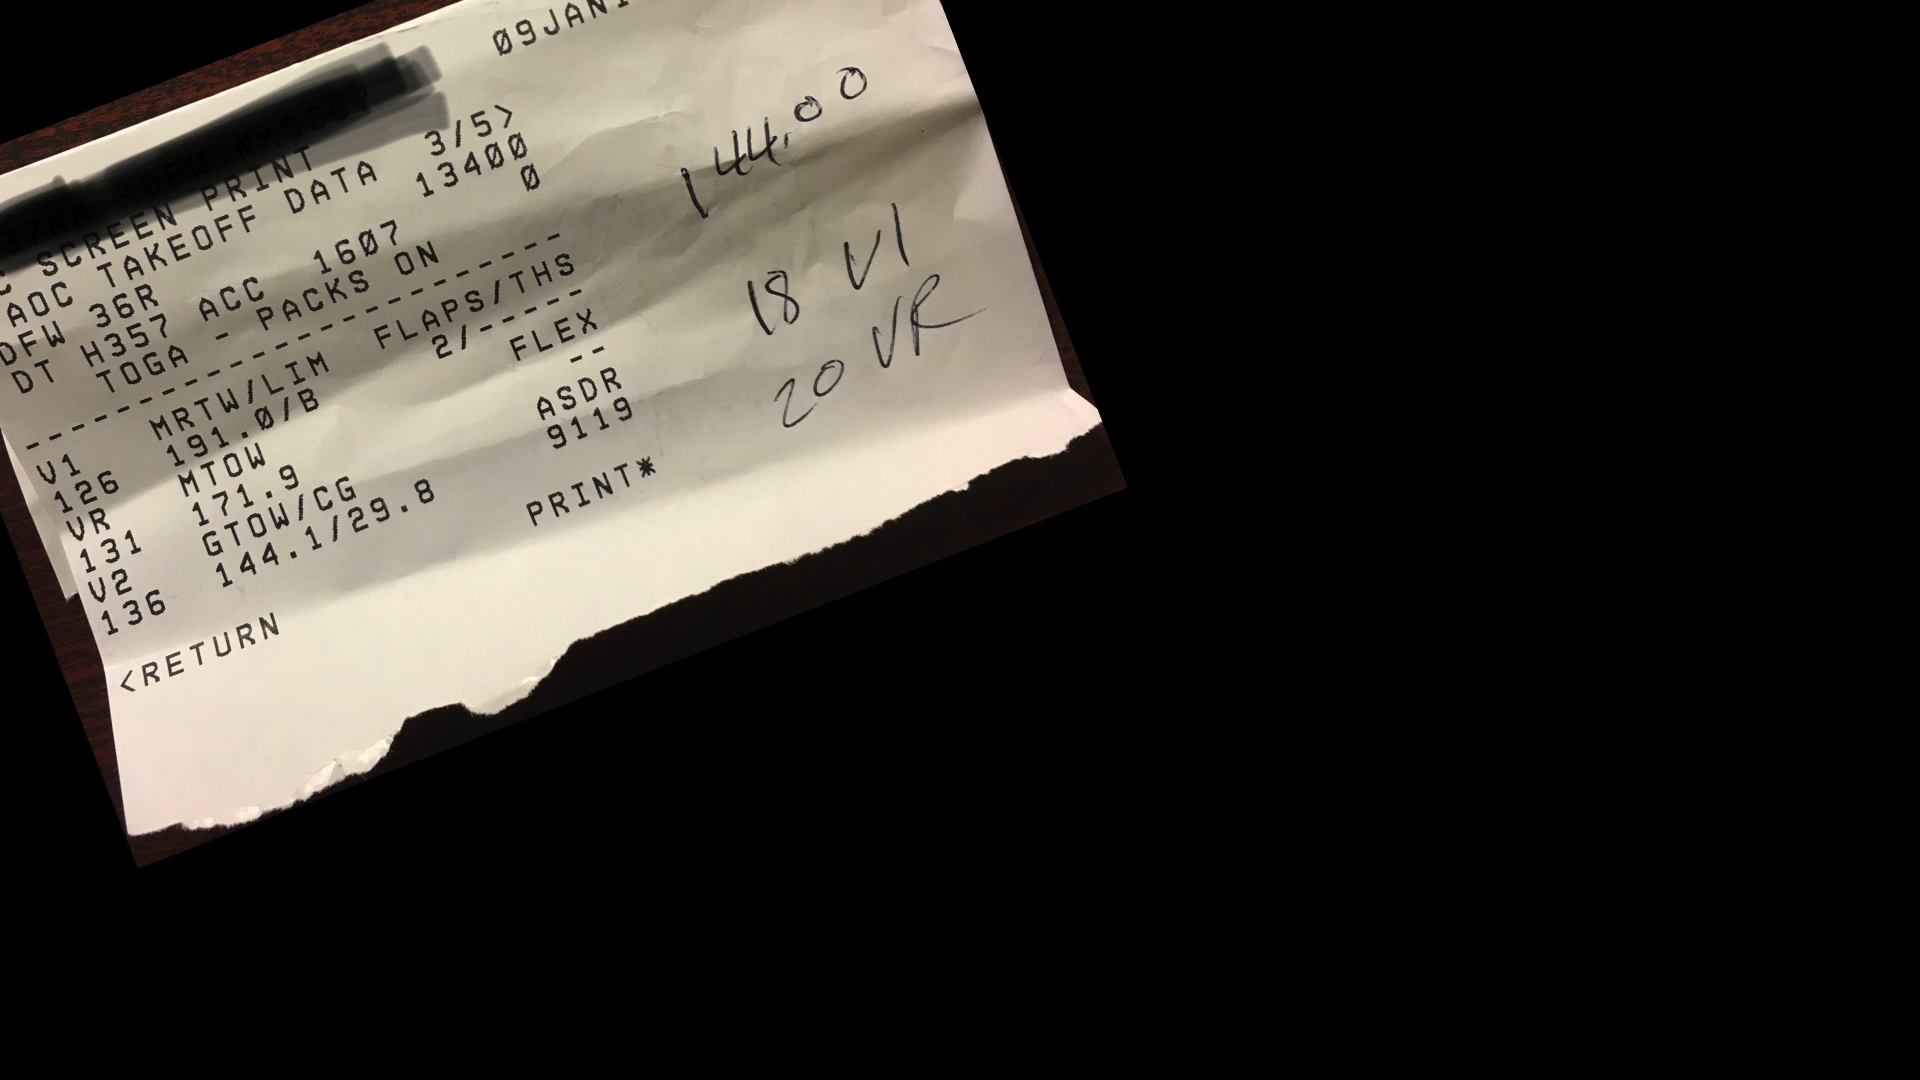 09JAN1
SCREEN PRINT
AOC TAKEOFF DATA 3/5>
DFW 36R 13400
DT H357 ACC 1607 0
TOGA - PACKS ON
------------------------
V1 MRTW/LIM FLAPS/THS
126 191.0/B 2/-----
VR MTOW FLEX
131 171.9 --
V2 GTOW/CG ASDR
136 144.1/29.8 9119
<RETURN PRINT*
144.00
18 V1
20 VR